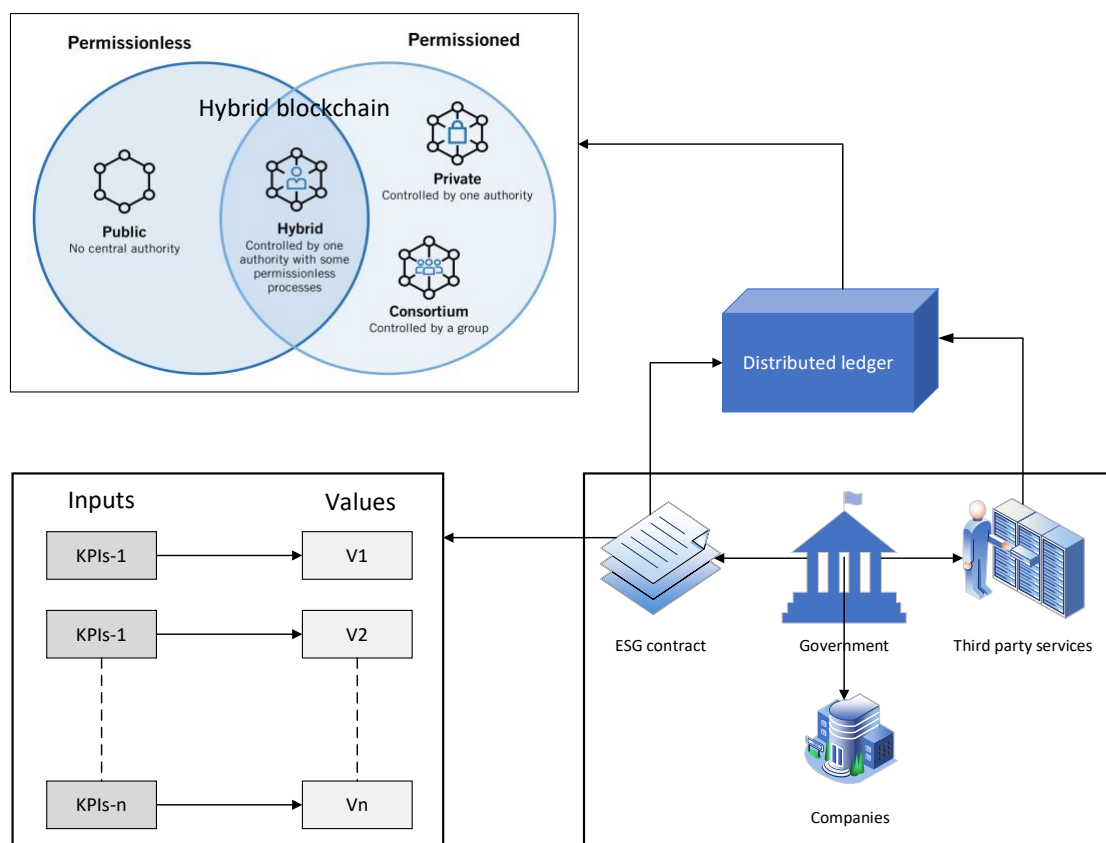 Permissionless
Permissioned
Hybrid blockchain
Public
No central authority
Hybrid
Controlled by one
authority with some
permissionless
processes
Private
Controlled by one authority
Consortium
Controlled by a group
Distributed ledger
Inputs
Values
KPIs-1
V1
KPIs-1
V2
KPIs-n
Vn
ESG contract
Government
Third party services
Companies